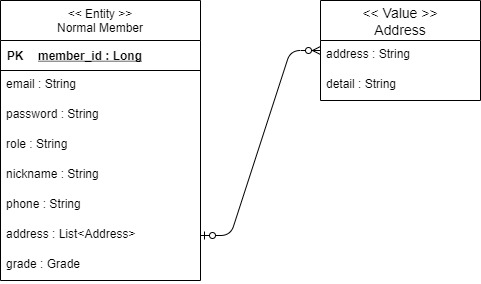 << Entity >>
Normal Member
PK member_id : Long
email : String
password : String
role : String
nickname : String
phone : String
address : List<Address>
grade : Grade
<< Value >>
Address
address : String
detail : String